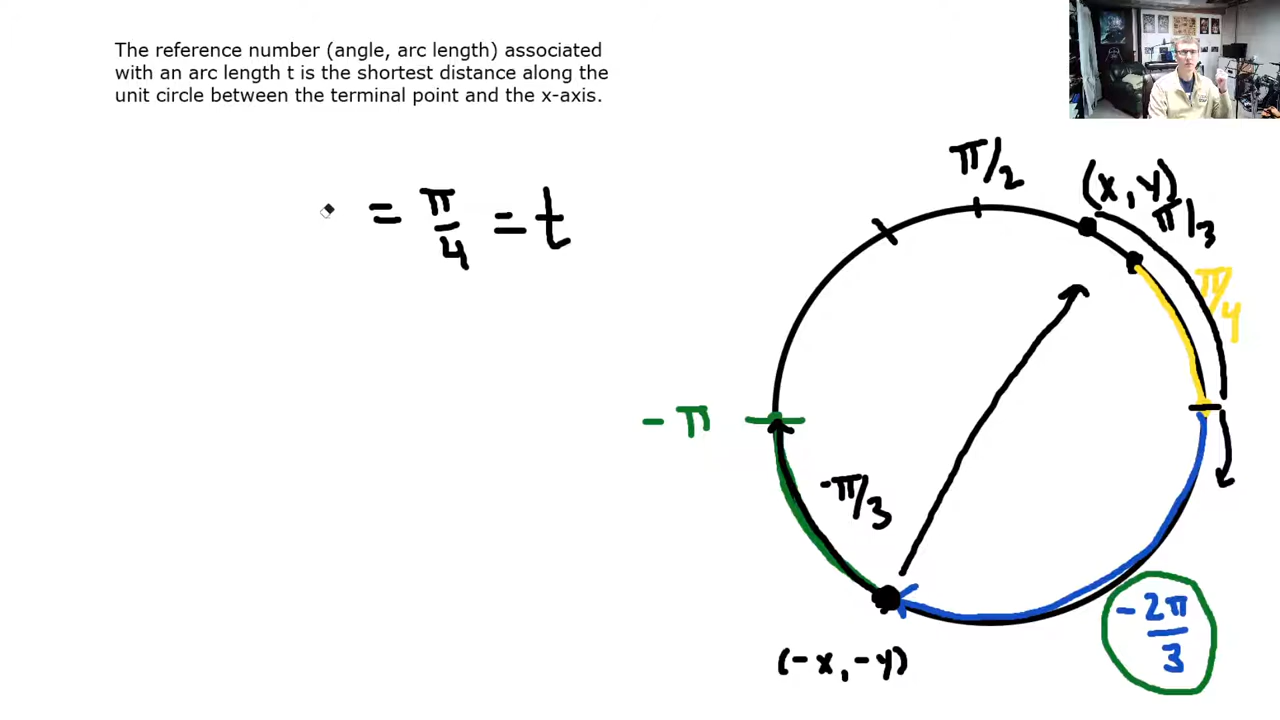 The reference number (angle, arc length) associated
with an arc length t is the shortest distance along the
unit circle between the terminal point and the x-axis.
= π/4 = t
π/2
(x, y)
π/3
π/4
-π
-π/3
-2π/3
(-x, -y)